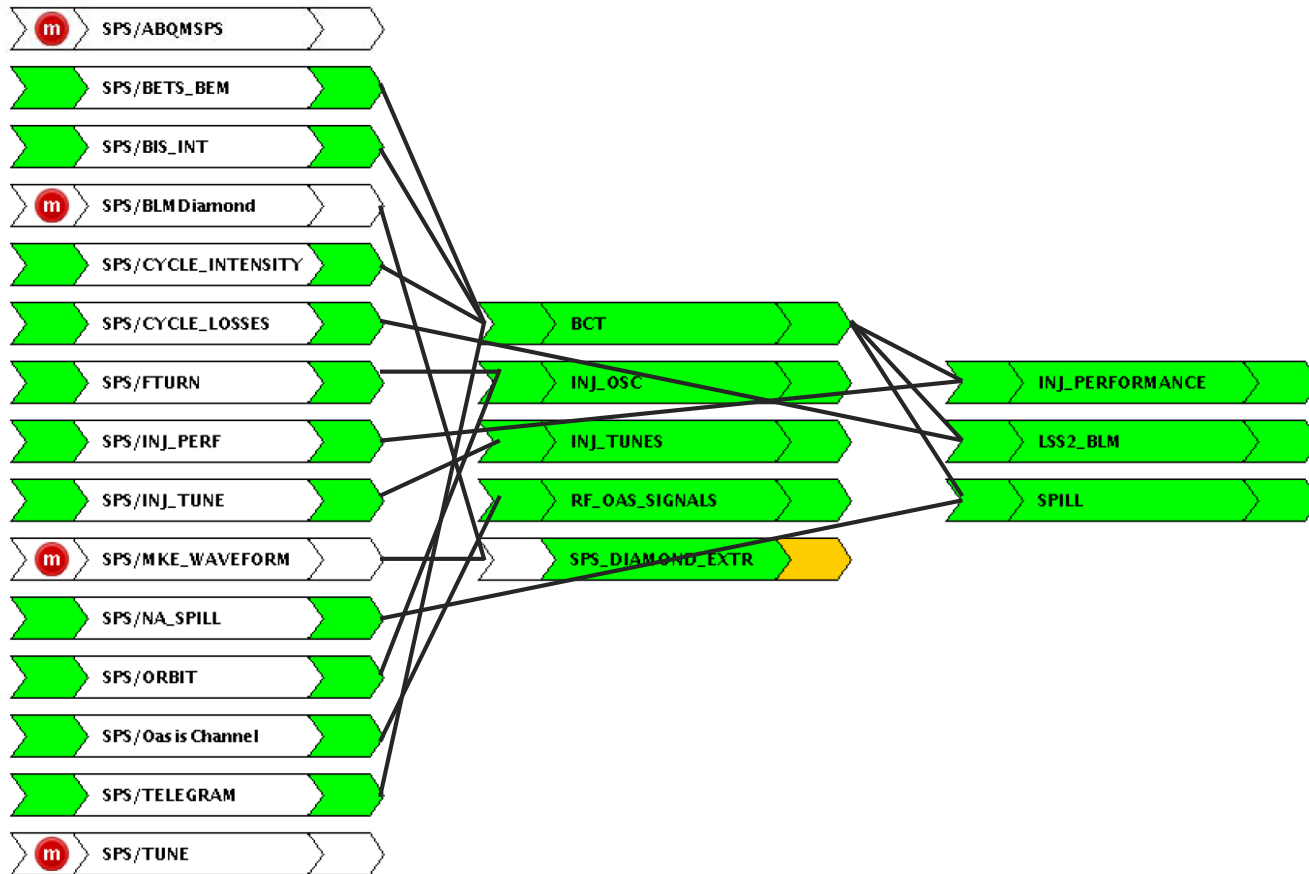 m SPS/ABQMSPS
SPS/BETS_BEM
SPS/BIS_INT
m SPS/BLMDiamond
SPS/CYCLE_INTENSITY
SPS/CYCLE_LOSSES
SPS/FTURN
SPS/INJ_PERF
SPS/INJ_TUNE
m SPS/MKE_WAVEFORM
SPS/NA_SPILL
SPS/ORBIT
SPS/Oasis Channel
SPS/TELEGRAM
m SPS/TUNE
BCT
INJ_OSC
INJ_TUNES
RF_OAS_SIGNALS
SPS_DIAMOND_EXTR
INJ_PERFORMANCE
LSS2_BLM
SPILL